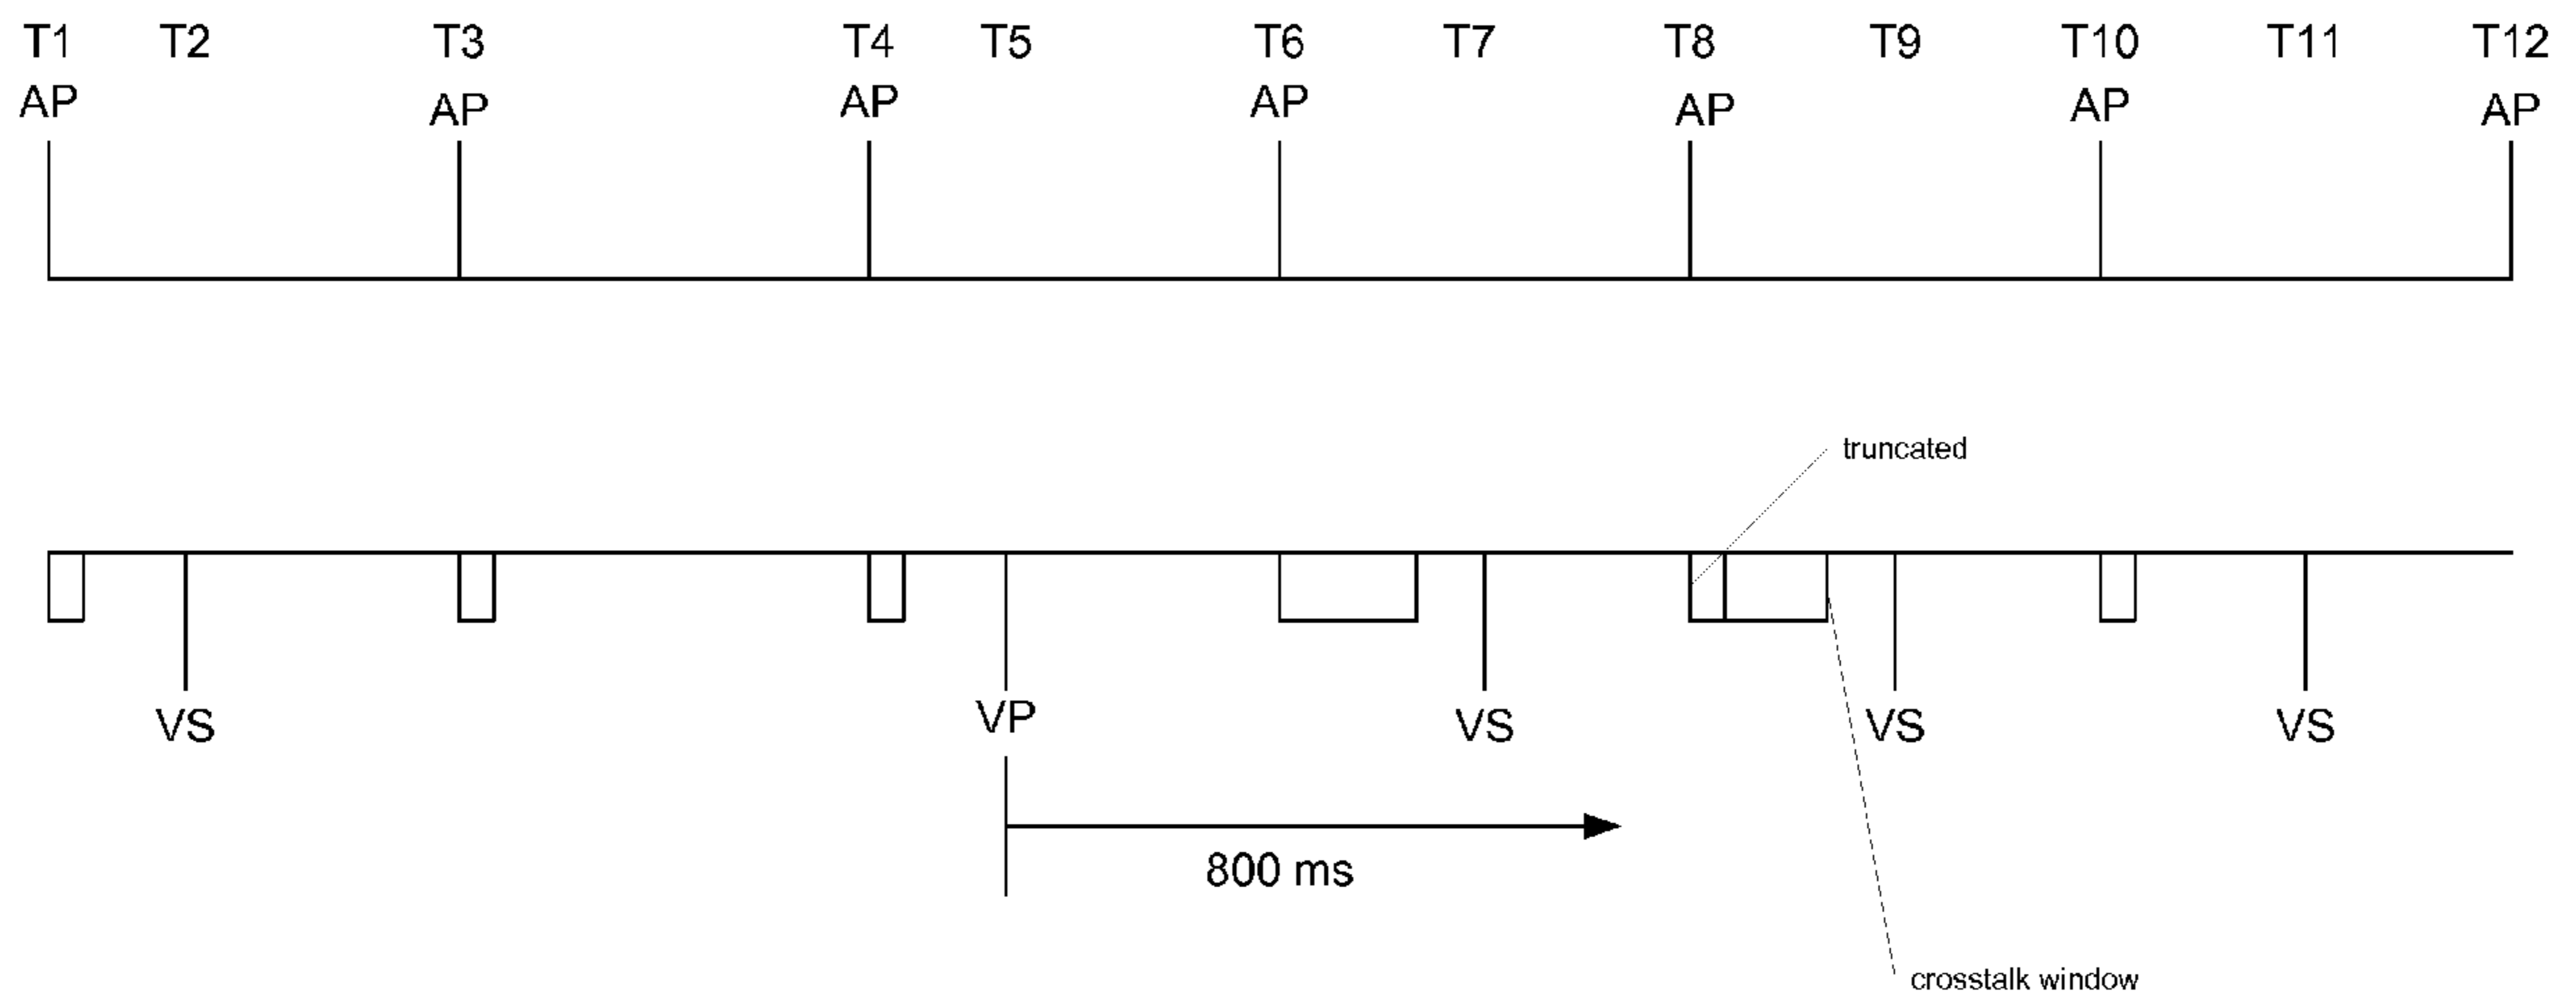 T1 T2 T3 T4 T5 T6 T7 T8 T9 T10 T11 T12
AP AP AP AP AP AP AP
truncated
VS VP VS VS VS
800 ms
crosstalk window